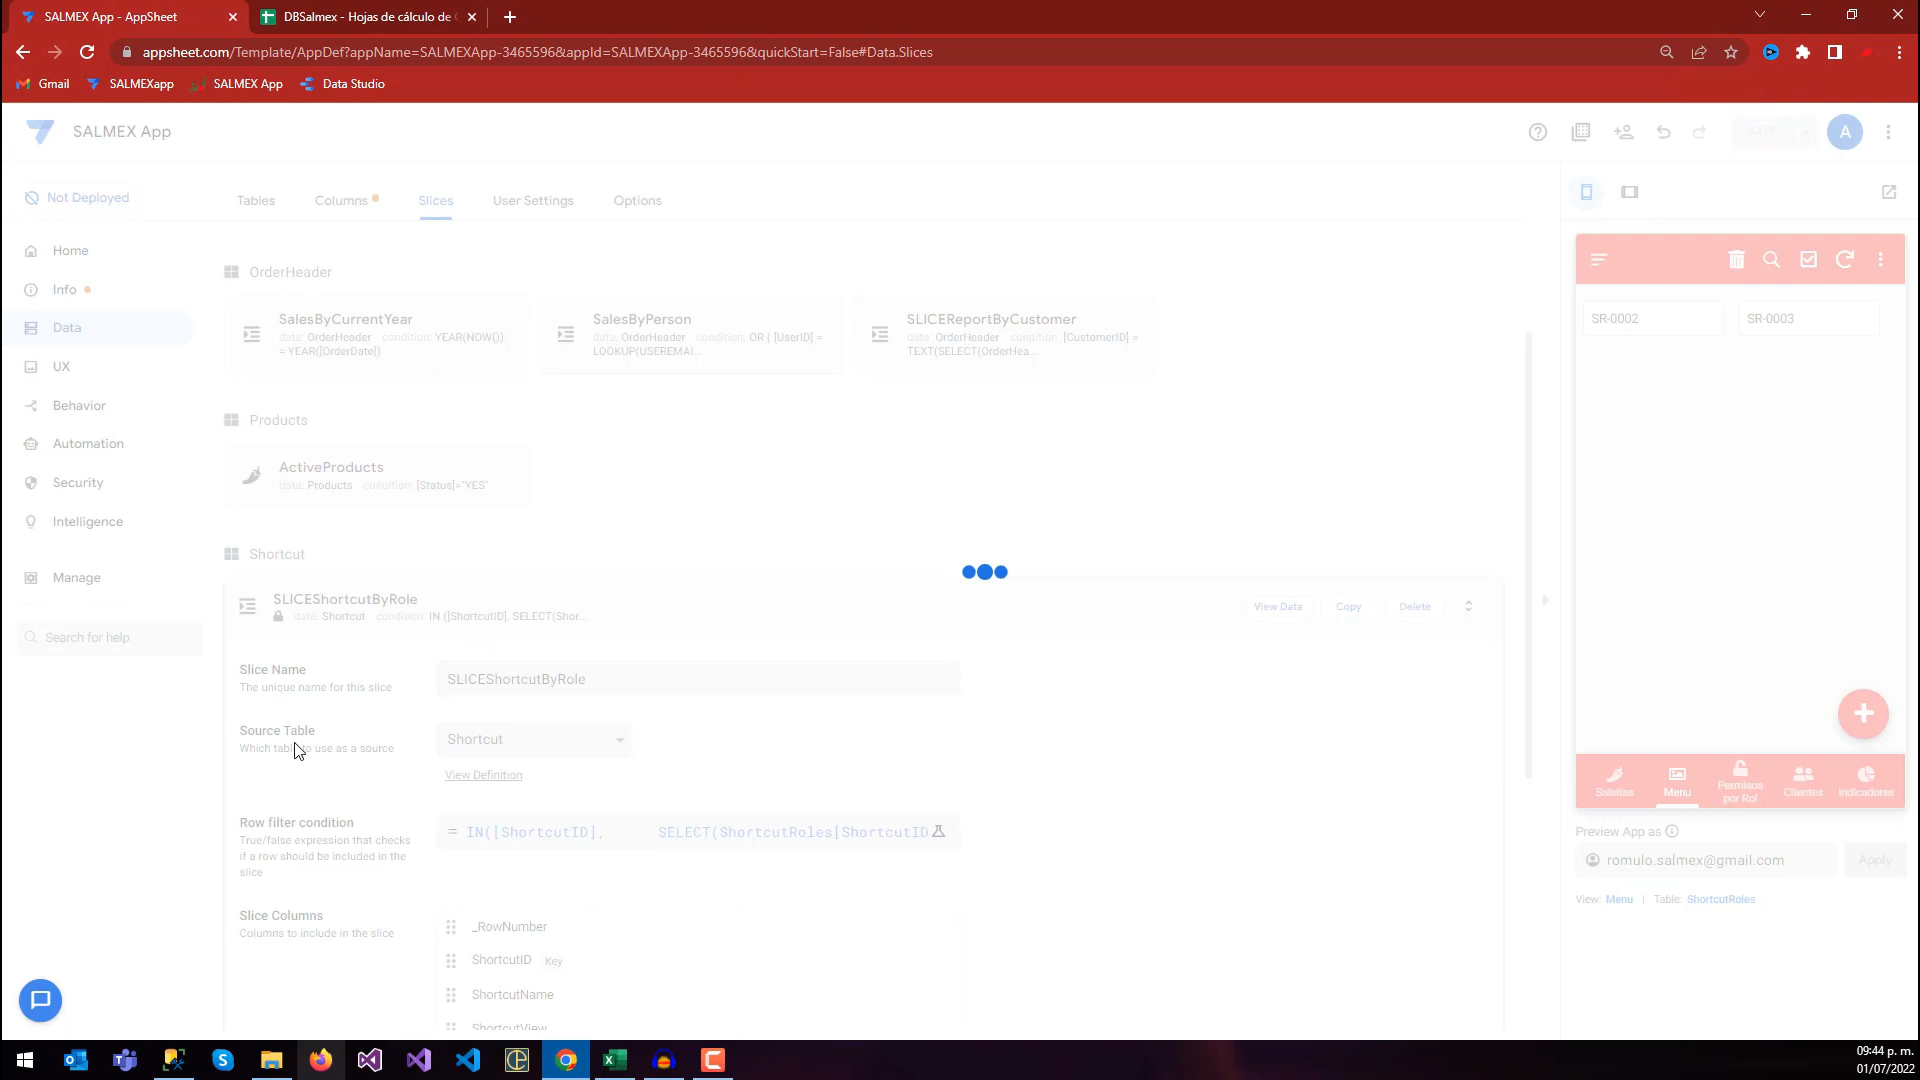 SALMEX App - AppSheet
DBSalmex - Hojas de cálculo de
appsheet.com/Template/AppDef?appName=SALMEXApp-3465596&appId=SALMEXApp-3465596&quickStart=False#Data.Slices
Gmail SALMEXapp SALMEX App Data Studio
SALMEX App
SAVE
A
Not Deployed
Tables Columns Slices User Settings Options
Home
Info
Data
UX
Behavior
Automation
Security
Intelligence
Manage
Search for help
OrderHeader
SalesByCurrentYear
data: OrderHeader condition: YEAR(NOW())
= YEAR([OrderDate])
SalesByPerson
data: OrderHeader condition: OR ( [UserID] =
LOOKUP(USEREMAI...
SLICEReportByCustomer
data: OrderHeader condition: [CustomerID] =
TEXT(SELECT(OrderHea...
Products
ActiveProducts
data: Products condition: [Status]="YES"
Shortcut
SLICEShortcutByRole
data: Shortcut condition: IN ([ShortcutID], SELECT(Shor...
View Data Copy Delete
Slice Name
The unique name for this slice
SLICEShortcutByRole
Source Table
Which table to use as a source
Shortcut
View Definition
Row filter condition
True/false expression that checks
if a row should be included in the
slice
= IN([ShortcutID], SELECT(ShortcutRoles[ShortcutID
Slice Columns
Columns to include in the slice
_RowNumber
ShortcutID Key
ShortcutName
ShortcutView
SR-0002 SR-0003
Salsitas Menu Permisos
por Rol Clientes Indicadores
Preview App as
romulo.salmex@gmail.com Apply
View: Menu | Table: ShortcutRoles
09:44 p. m.
01/07/2022